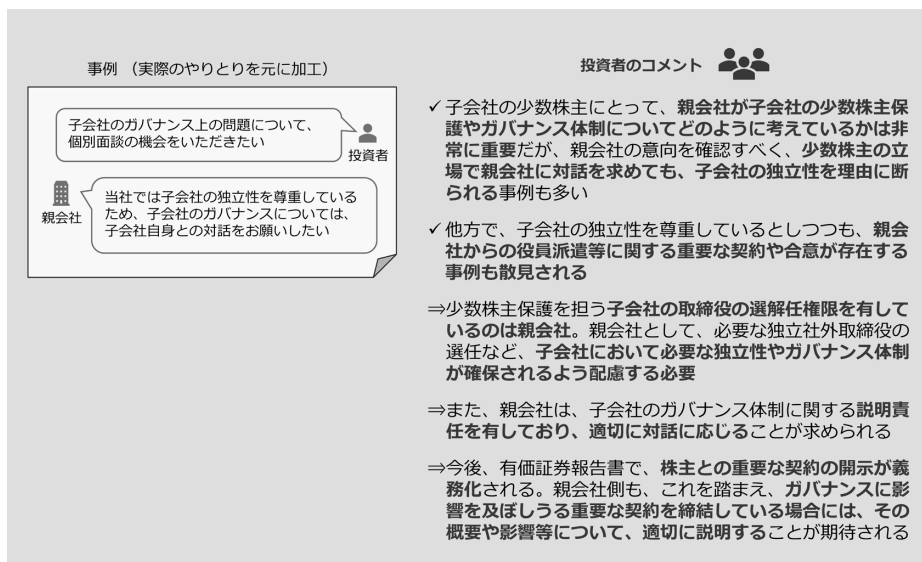 事例 （実際のやりとりを元に加工）
子会社のガバナンス上の問題について、
個別面談の機会をいただきたい
投資者
親会社
当社では子会社の独立性を尊重している
ため、子会社のガバナンスについては、
子会社自身との対話をお願いしたい
投資者のコメント
✓ 子会社の少数株主にとって、親会社が子会社の少数株主保
護やガバナンス体制についてどのように考えているかは非
常に重要だが、親会社の意向を確認すべく、少数株主の立
場で親会社に対話を求めても、子会社の独立性を理由に断
られる事例も多い
✓ 他方で、子会社の独立性を尊重しているとしつつも、親会
社からの役員派遣等に関する重要な契約や合意が存在する
事例も散見される
⇒少数株主保護を担う子会社の取締役の選解任権限を有して
いるのは親会社。親会社として、必要な独立社外取締役の
選任など、子会社において必要な独立性やガバナンス体制
が確保されるよう配慮する必要
⇒また、親会社は、子会社のガバナンス体制に関する説明責
任を有しており、適切に対話に応じることが求められる
⇒今後、有価証券報告書で、株主との重要な契約の開示が義
務化される。親会社側も、これを踏まえ、ガバナンスに影
響を及ぼしうる重要な契約を締結している場合には、その
概要や影響等について、適切に説明することが期待される